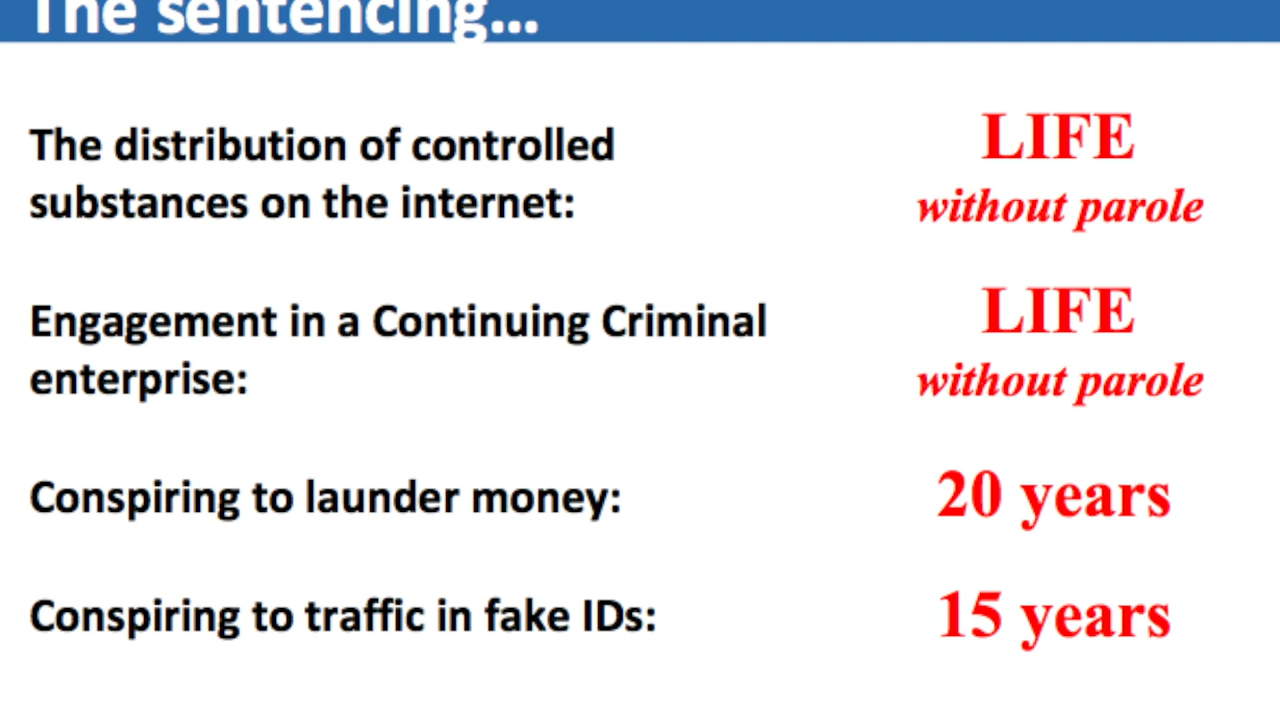 The sentencing...
The distribution of controlled
substances on the internet:
LIFE
without parole
Engagement in a Continuing Criminal
enterprise:
LIFE
without parole
Conspiring to launder money:
20 years
Conspiring to traffic in fake IDs:
15 years